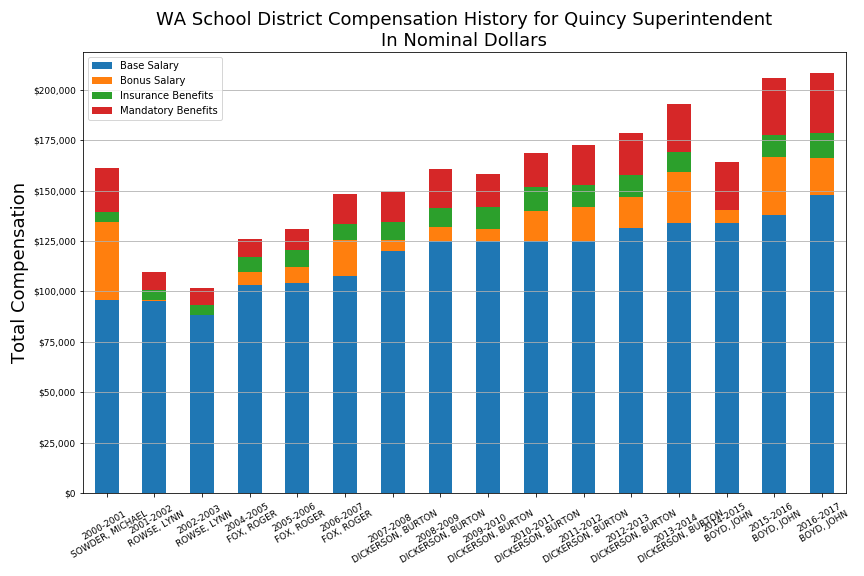 WA School District Compensation History for Quincy Superintendent
In Nominal Dollars
Base Salary
Bonus Salary
Insurance Benefits
Mandatory Benefits
Total Compensation
$200,000
$175,000
$150,000
$125,000
$100,000
$75,000
$50,000
$25,000
$0
2000-2001
SOWDER, MICHAEL
2001-2002
ROWSE, LYNN
2002-2003
ROWSE, LYNN
2004-2005
FOX, ROGER
2005-2006
FOX, ROGER
2006-2007
FOX, ROGER
2007-2008
DICKERSON, BURTON
2008-2009
DICKERSON, BURTON
2009-2010
DICKERSON, BURTON
2010-2011
DICKERSON, BURTON
2011-2012
DICKERSON, BURTON
2012-2013
DICKERSON, BURTON
2013-2014
DICKERSON, BURTON
2014-2015
BOYD, JOHN
2015-2016
BOYD, JOHN
2016-2017
BOYD, JOHN